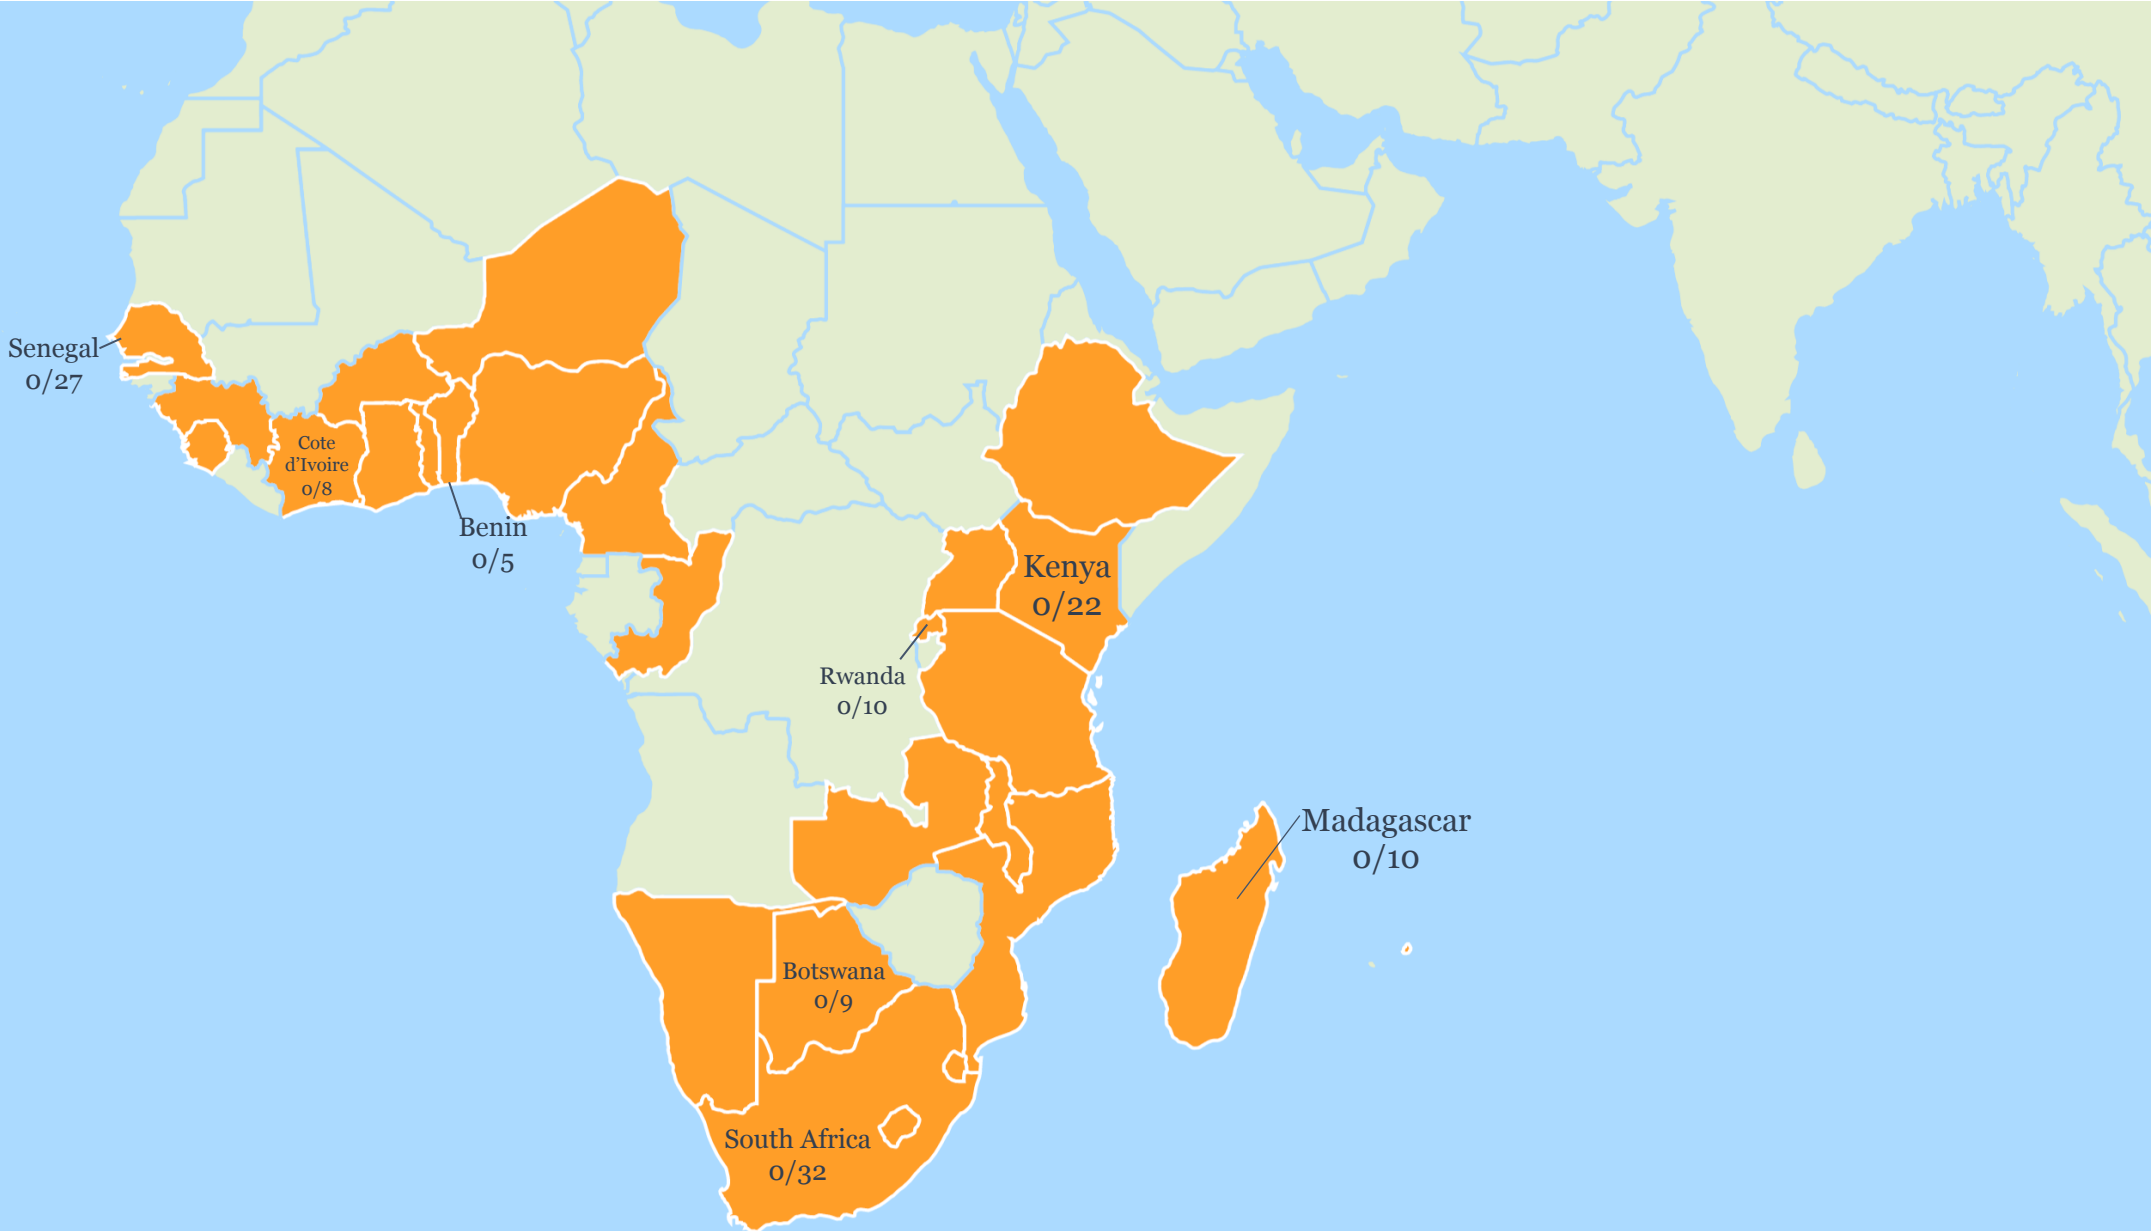 Senegal
0/27
Cote
d’Ivoire
0/8
Benin
0/5
Kenya
0/22
Rwanda
0/10
Madagascar
0/10
Botswana
0/9
South Africa
0/32